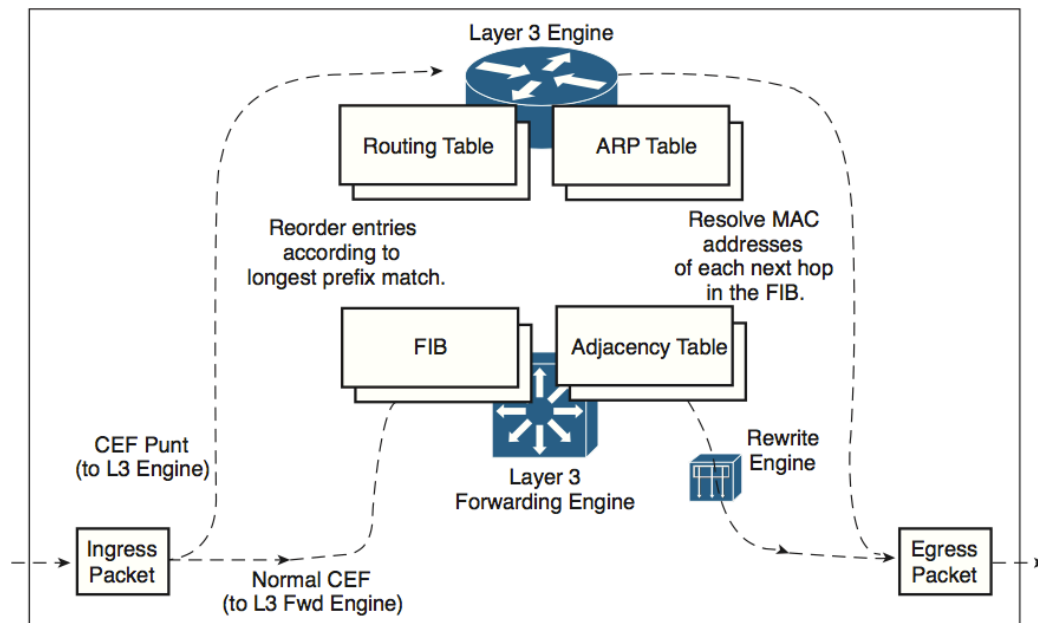 Layer 3 Engine
Routing Table
ARP Table
Reorder entries
according to
longest prefix match.
Resolve MAC
addresses
of each next hop
in the FIB.
FIB
Adjacency Table
CEF Punt
(to L3 Engine)
Layer 3
Forwarding Engine
Rewrite
Engine
Ingress
Packet
Normal CEF
(to L3 Fwd Engine)
Egress
Packet